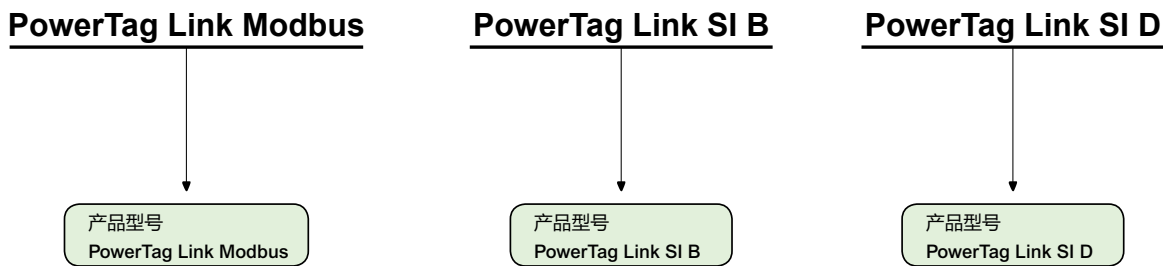 PowerTag Link Modbus
PowerTag Link SI B
PowerTag Link SI D
产品型号
PowerTag Link Modbus
产品型号
PowerTag Link SI B
产品型号
PowerTag Link SI D